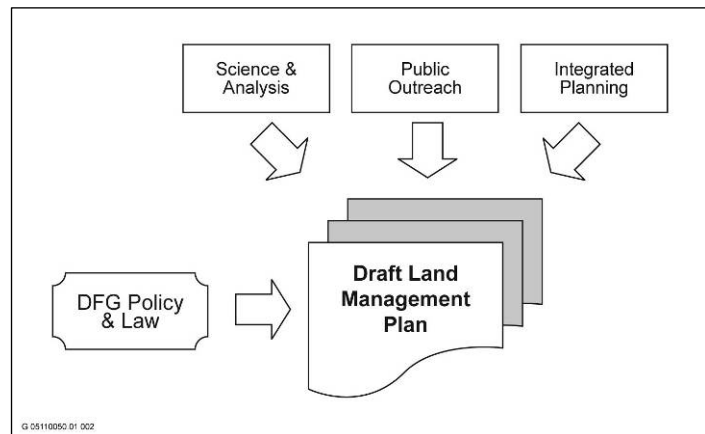 Science &
Analysis
Public
Outreach
Integrated
Planning
Draft Land
Management
Plan
DFG Policy
& Law
G 05110050.01 002